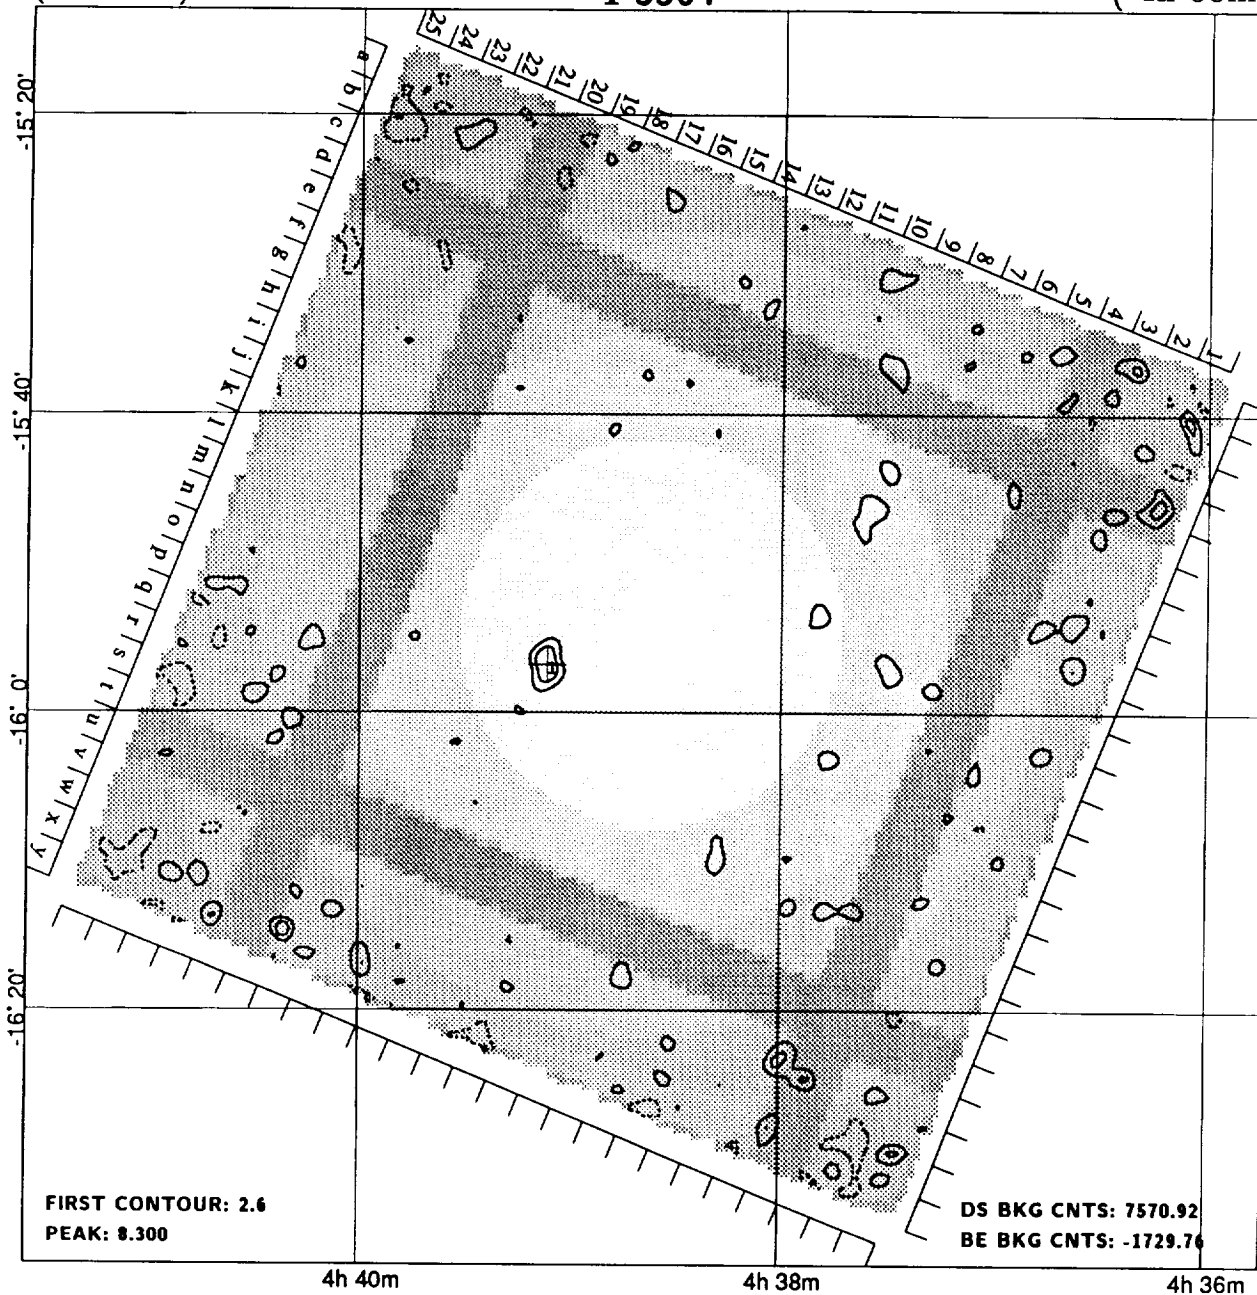 25 24 23 22 21 20 19 18 17 16 15 14 13 12 11 10 9 8 7 6 5 4 3 2 1
a b c d e f g h i j k l m n o p q r s t u v w x y
-15° 20'
-15° 40'
-16° 0'
-16° 20'
1
FIRST CONTOUR: 2.6
PEAK: 8.300
DS BKG CNTS: 7570.92
BE BKG CNTS: -1729.76
4h 40m
4h 38m
4h 36m